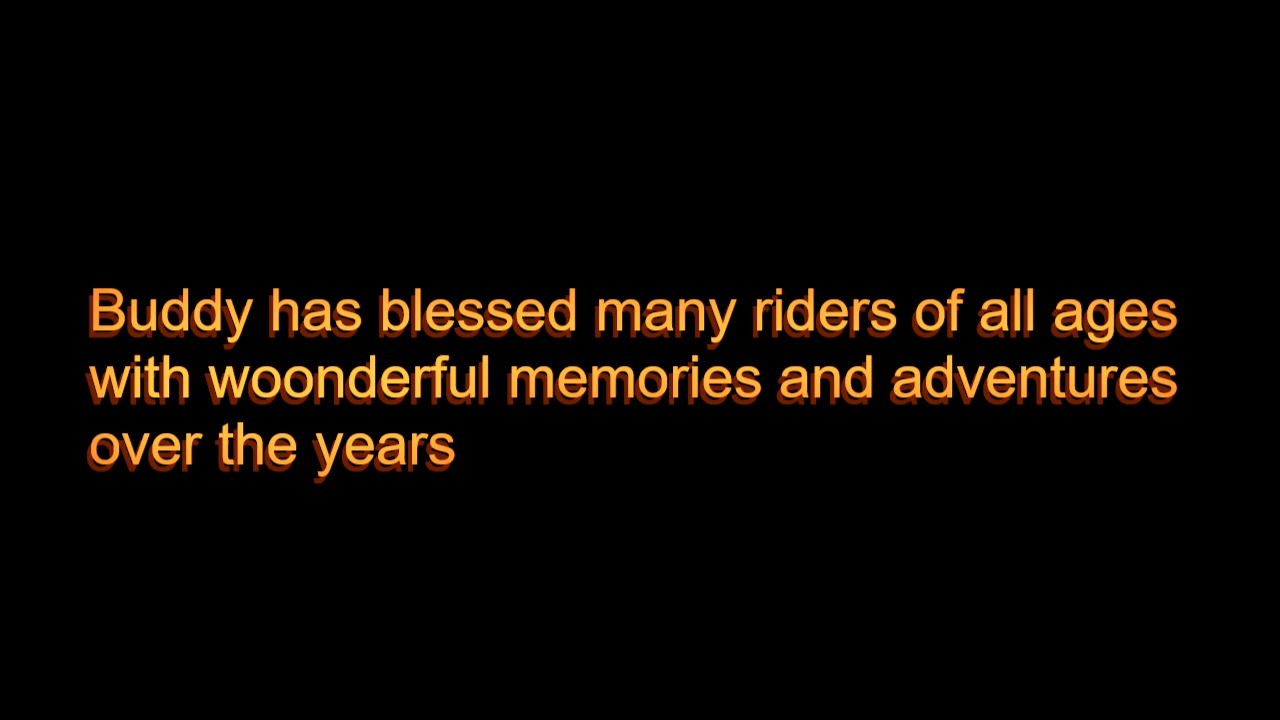 Buddy has blessed many riders of all ages
with woonderful memories and adventures
over the years